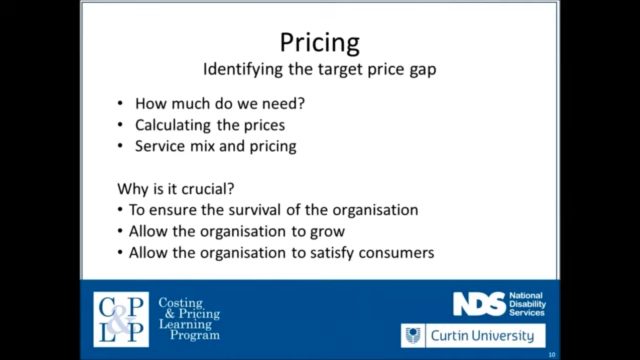 Pricing
Identifying the target price gap
• How much do we need?
• Calculating the prices
• Service mix and pricing
Why is it crucial?
• To ensure the survival of the organisation
• Allow the organisation to grow
• Allow the organisation to satisfy consumers
C P
&
L P
Costing
& Pricing
Learning
Program
NDS
National
Disability
Services
Curtin University
10